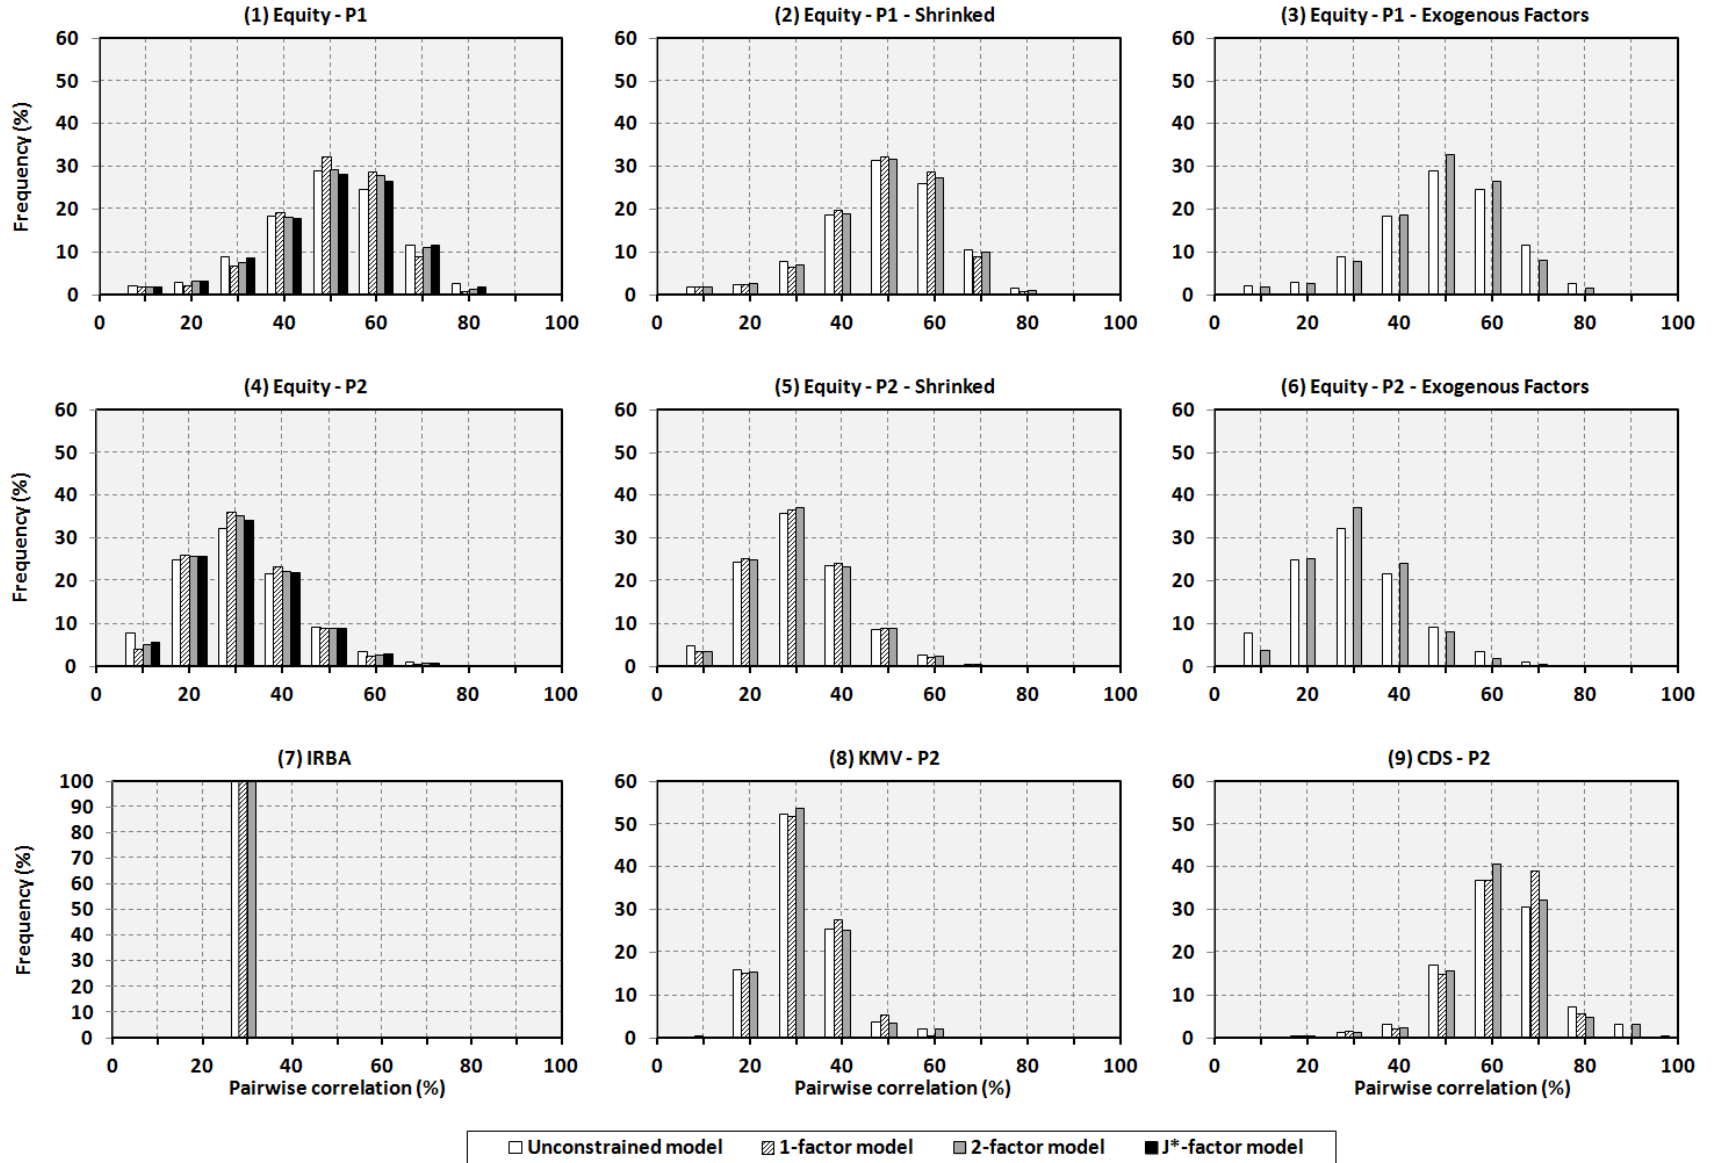 (1) Equity - P1
(2) Equity - P1 - Shrinked
(3) Equity - P1 - Exogenous Factors
Frequency (%)
60
50
40
30
20
10
0
0 20 40 60 80 100
60
50
40
30
20
10
0
0 20 40 60 80 100
60
50
40
30
20
10
0
0 20 40 60 80 100
(4) Equity - P2
(5) Equity - P2 - Shrinked
(6) Equity - P2 - Exogenous Factors
Frequency (%)
60
50
40
30
20
10
0
0 20 40 60 80 100
60
50
40
30
20
10
0
0 20 40 60 80 100
60
50
40
30
20
10
0
0 20 40 60 80 100
(7) IRBA
(8) KMV - P2
(9) CDS - P2
Frequency (%)
100
90
80
70
60
50
40
30
20
10
0
0 20 40 60 80 100
Pairwise correlation (%)
60
50
40
30
20
10
0
0 20 40 60 80 100
Pairwise correlation (%)
60
50
40
30
20
10
0
0 20 40 60 80 100
Pairwise correlation (%)
Unconstrained model 1-factor model 2-factor model J*-factor model